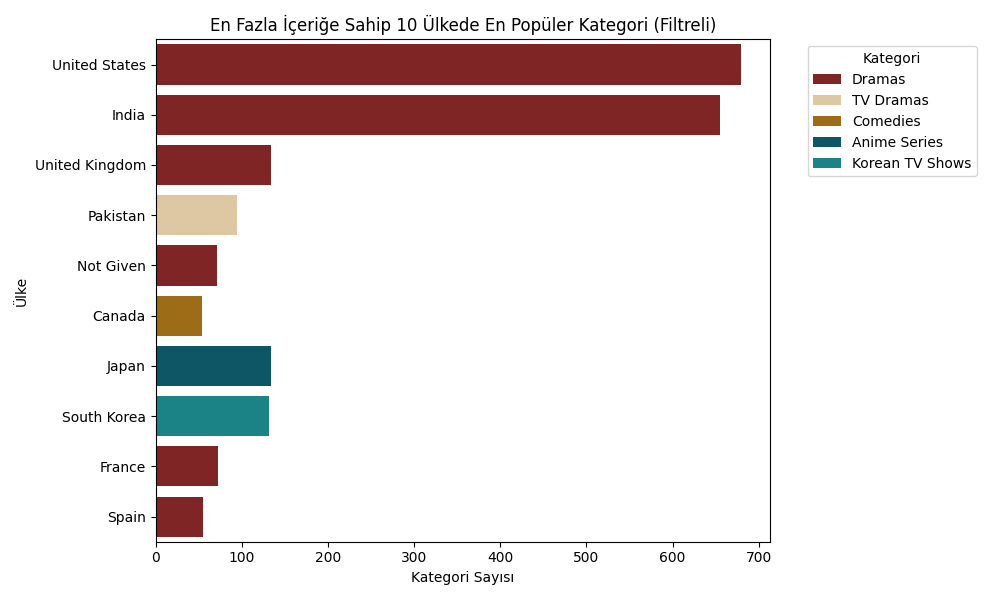 En Fazla İçeriğe Sahip 10 Ülkede En Popüler Kategori (Filtreli)
United States
India
United Kingdom
Pakistan
Not Given
Canada
Japan
South Korea
France
Spain
Ülke
0 100 200 300 400 500 600 700
Kategori Sayısı
Kategori
Dramas
TV Dramas
Comedies
Anime Series
Korean TV Shows